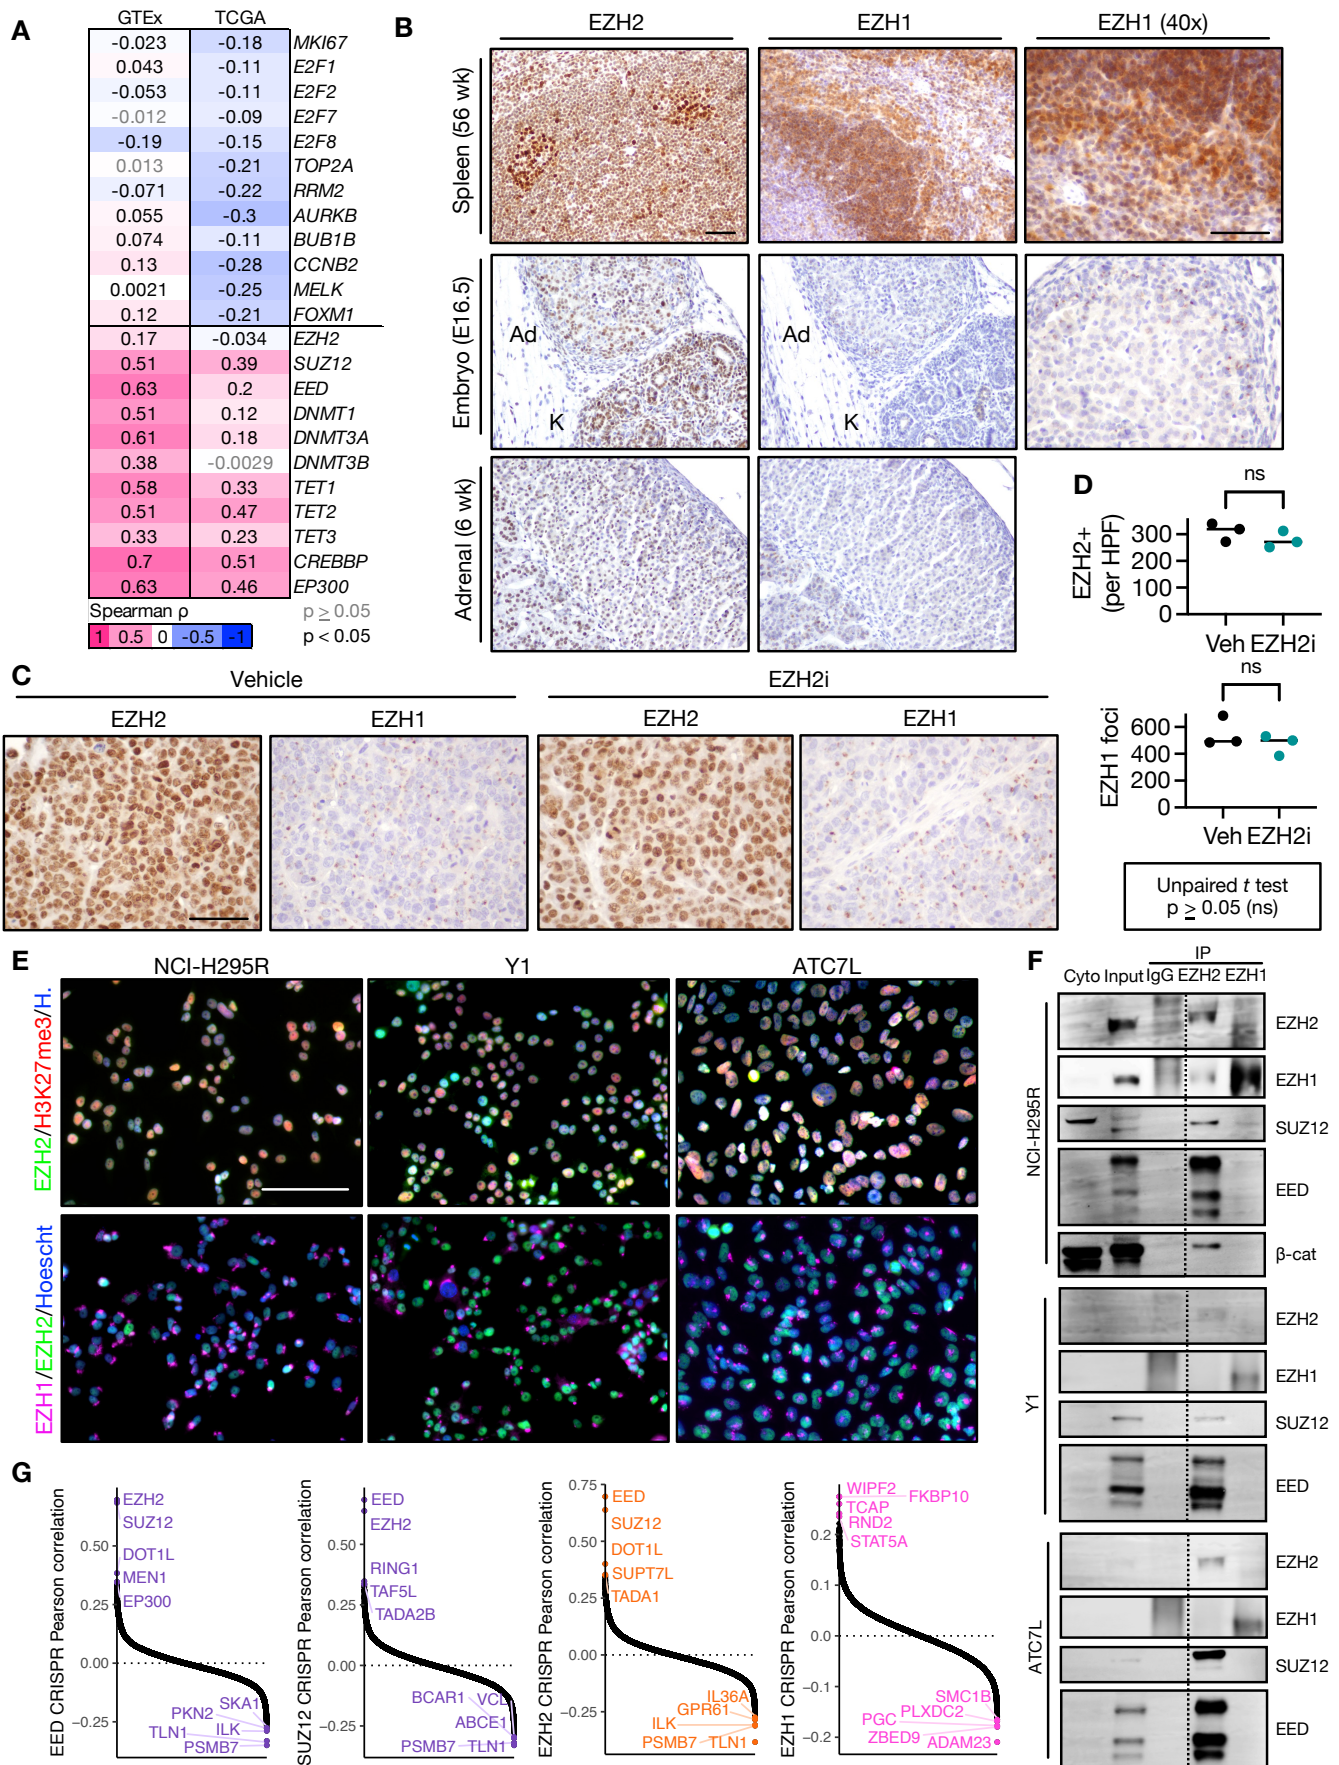 A
GTEx TCGA
-0.023 -0.18 MKI67
0.043 -0.11 E2F1
-0.053 -0.11 E2F2
-0.012 -0.09 E2F7
-0.19 -0.15 E2F8
0.013 -0.21 TOP2A
-0.071 -0.22 RRM2
0.055 -0.3 AURKB
0.074 -0.11 BUB1B
0.13 -0.28 CCNB2
0.0021 -0.25 MELK
0.12 -0.21 FOXM1
0.17 -0.034 EZH2
0.51 0.39 SUZ12
0.63 0.2 EED
0.51 0.12 DNMT1
0.61 0.18 DNMT3A
0.38 -0.0029 DNMT3B
0.58 0.33 TET1
0.51 0.47 TET2
0.33 0.23 TET3
0.7 0.51 CREBBP
0.63 0.46 EP300
Spearman ρ p ≥ 0.05
1 0.5 0 -0.5 -1 p < 0.05
B
EZH2 EZH1 EZH1 (40x)
Spleen (56 wk)
Embryo (E16.5)
Ad
K
Ad
K
Adrenal (6 wk)
C
Vehicle EZH2i
EZH2 EZH1 EZH2 EZH1
D
ns
EZH2+
(per HPF)
300
200
100
0
Veh EZH2i
ns
EZH1 foci
600
400
200
0
Veh EZH2i
Unpaired t test
p ≥ 0.05 (ns)
E
NCI-H295R Y1 ATC7L
EZH2/H3K27me3/H.
EZH1/EZH2/Hoescht
F
IP
Cyto Input IgG EZH2 EZH1
NCI-H295R
EZH2
EZH1
SUZ12
EED
β-cat
Y1
EZH2
EZH1
SUZ12
EED
ATC7L
EZH2
EZH1
SUZ12
EED
G
EED CRISPR Pearson correlation
0.50
0.25
0.00
−0.25
EZH2
SUZ12
DOT1L
MEN1
EP300
SKA1
PKN2
ILK
TLN1
PSMB7
SUZ12 CRISPR Pearson correlation
0.50
0.25
0.00
−0.25
EED
EZH2
RING1
TAF5L
TADA2B
BCAR1 VCL
ABCE1
PSMB7 TLN1
EZH2 CRISPR Pearson correlation
0.75
0.50
0.25
0.00
−0.25
EED
SUZ12
DOT1L
SUPT7L
TADA1
IL36A
GPR61
ILK
PSMB7 TLN1
EZH1 CRISPR Pearson correlation
0.2
0.1
0.0
−0.1
−0.2
WIPF2
FKBP10
TCAP
RND2
STAT5A
SMC1B
PLXDC2
PGC
ZBED9
ADAM23